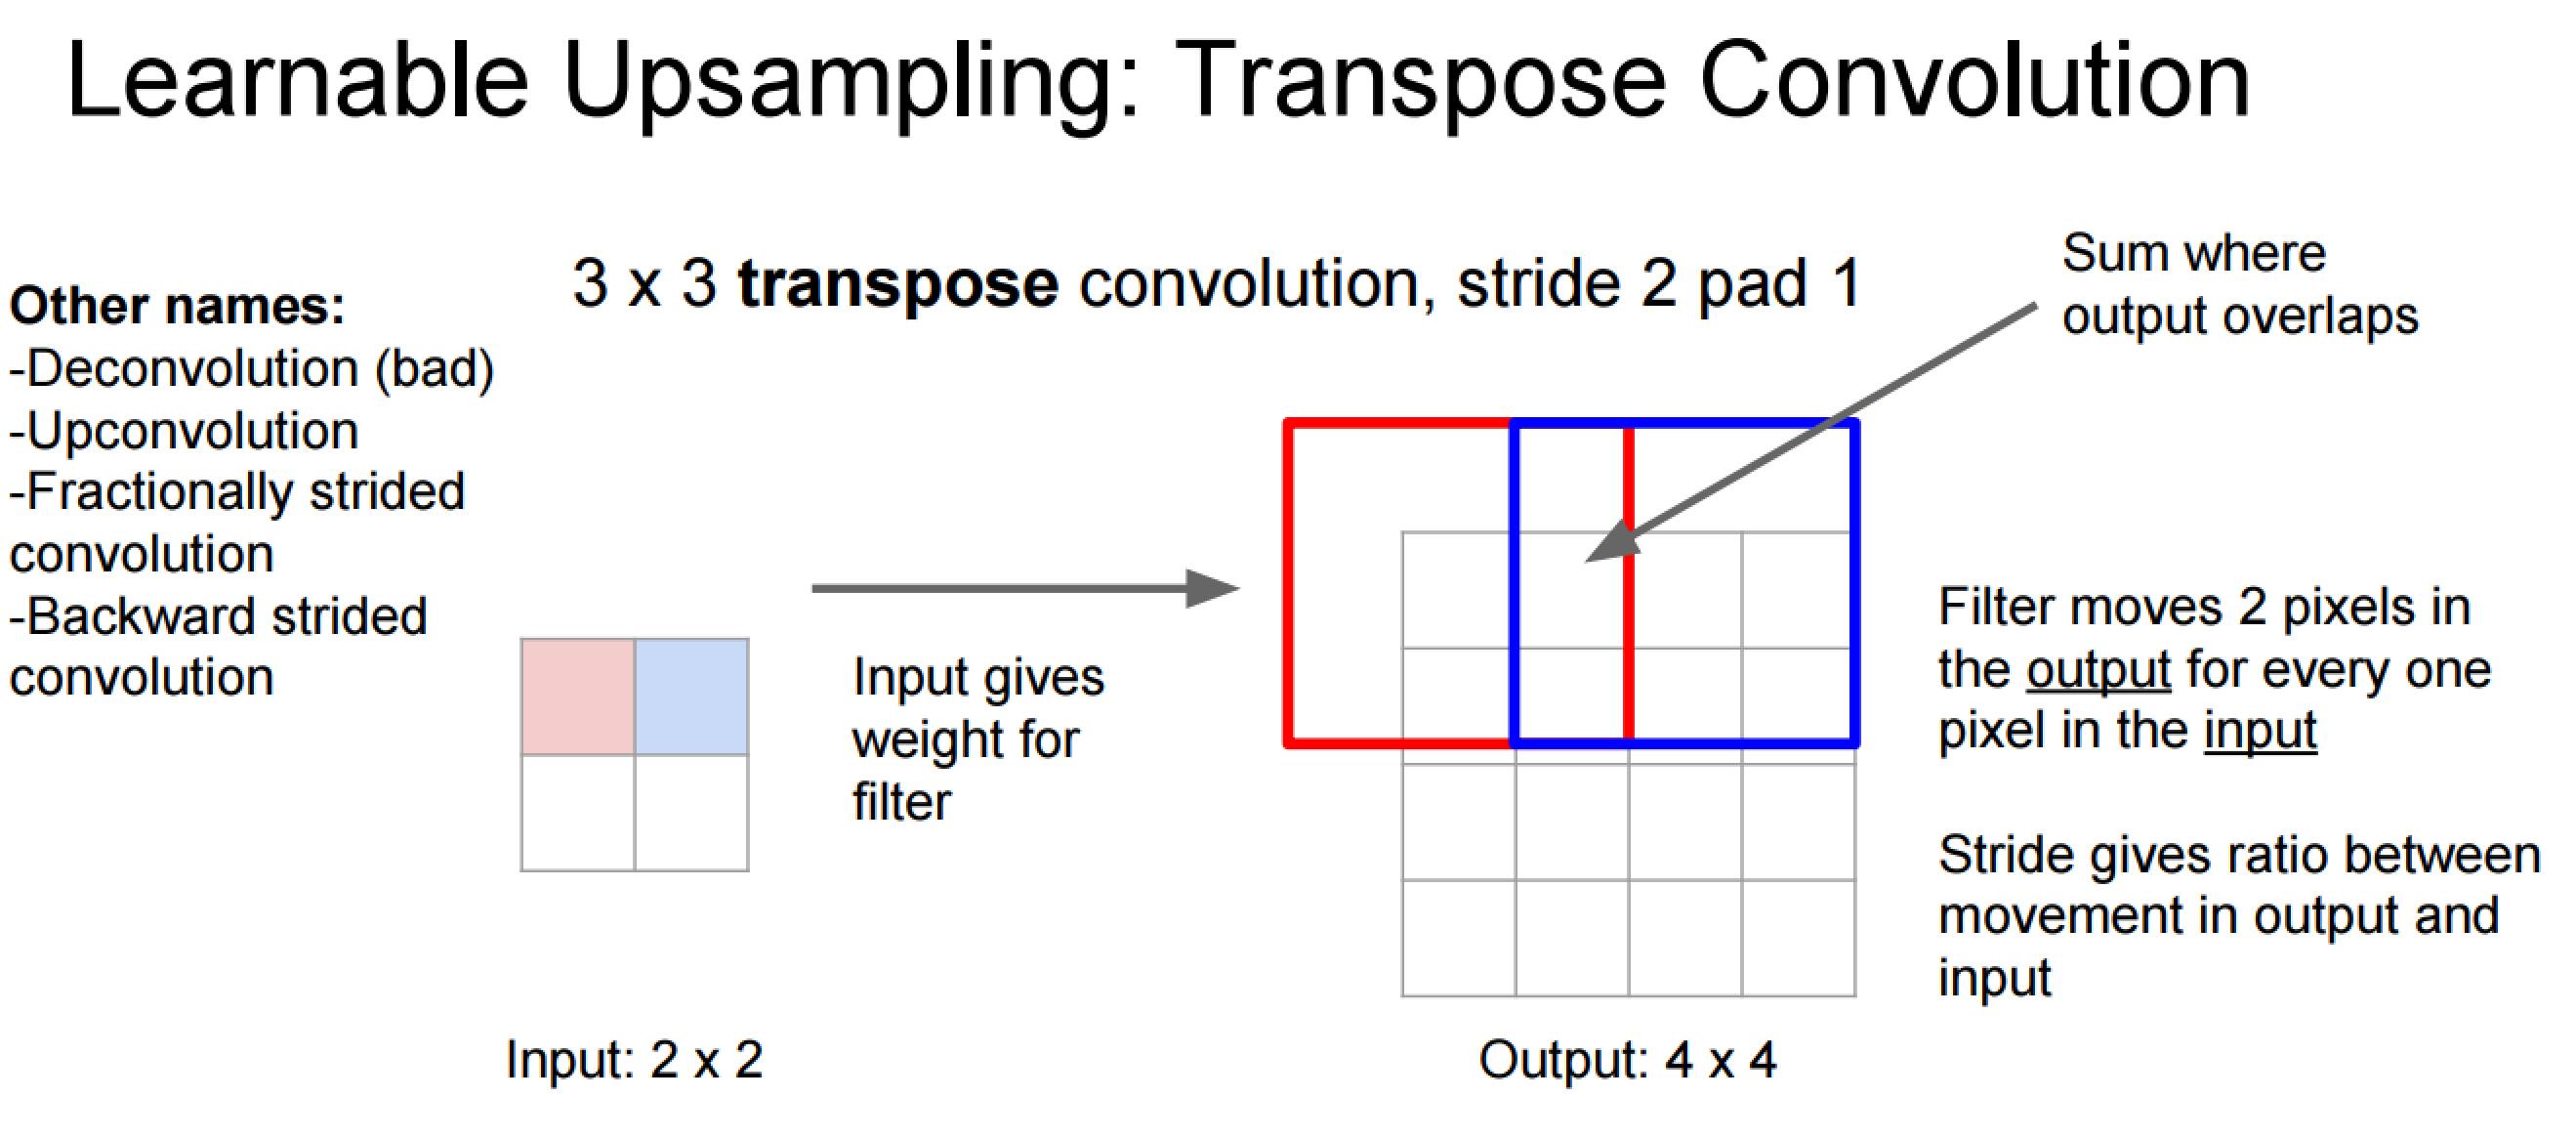 Learnable Upsampling: Transpose Convolution
Other names:
-Deconvolution (bad)
-Upconvolution
-Fractionally strided
convolution
-Backward strided
convolution
3 x 3 transpose convolution, stride 2 pad 1
Sum where
output overlaps
Input gives
weight for
filter
Filter moves 2 pixels in
the output for every one
pixel in the input
Stride gives ratio between
movement in output and
input
Input: 2 x 2
Output: 4 x 4